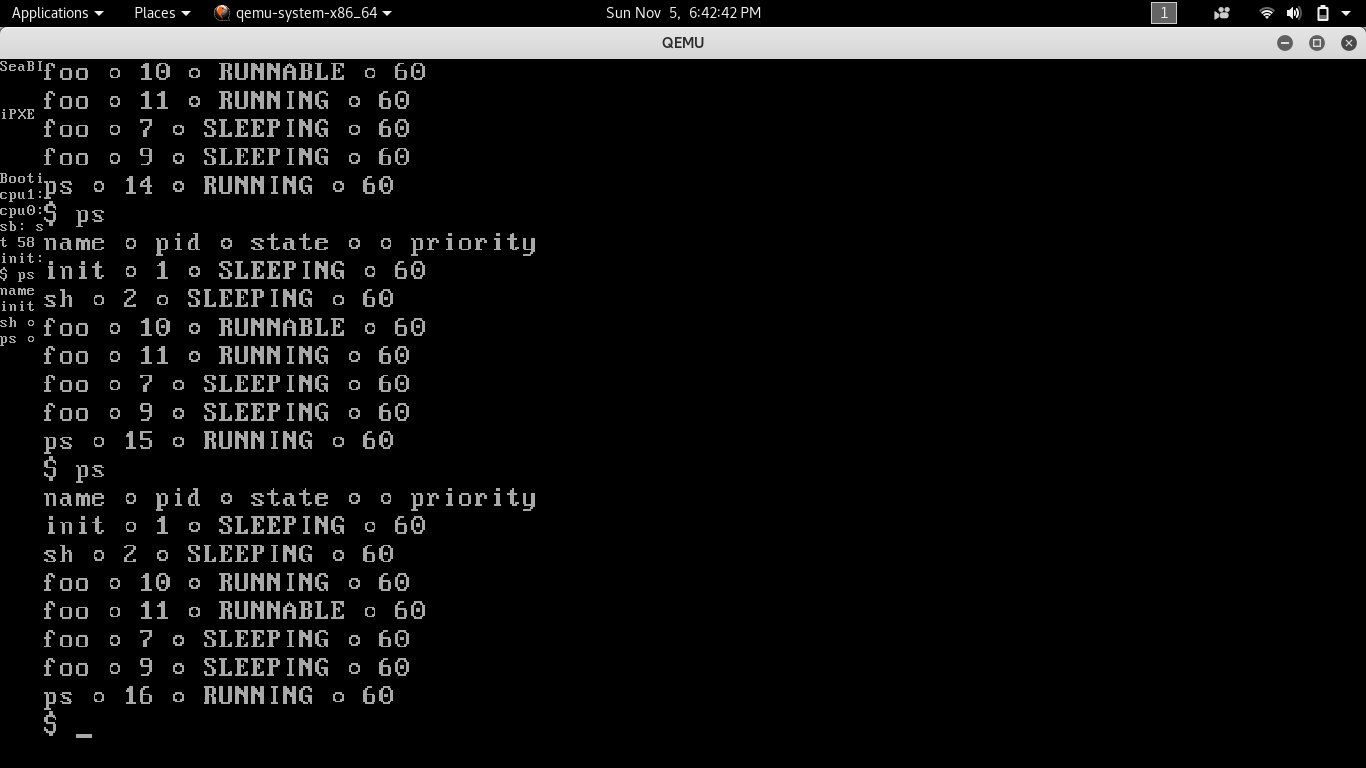 Applications Places qemu-system-x86_64 Sun Nov 5, 6:42:42 PM 1
QEMU
SeaBI
iPXE
Booti
cpu1:
cpu0:
sb: s
t 58
init:
$ ps
name
init
sh ○
ps ○
foo ○ 10 ○ RUNNABLE ○ 60
foo ○ 11 ○ RUNNING ○ 60
foo ○ 7 ○ SLEEPING ○ 60
foo ○ 9 ○ SLEEPING ○ 60
ps ○ 14 ○ RUNNING ○ 60
$ ps
name ○ pid ○ state ○ ○ priority
init ○ 1 ○ SLEEPING ○ 60
sh ○ 2 ○ SLEEPING ○ 60
foo ○ 10 ○ RUNNABLE ○ 60
foo ○ 11 ○ RUNNING ○ 60
foo ○ 7 ○ SLEEPING ○ 60
foo ○ 9 ○ SLEEPING ○ 60
ps ○ 15 ○ RUNNING ○ 60
$ ps
name ○ pid ○ state ○ ○ priority
init ○ 1 ○ SLEEPING ○ 60
sh ○ 2 ○ SLEEPING ○ 60
foo ○ 10 ○ RUNNING ○ 60
foo ○ 11 ○ RUNNABLE ○ 60
foo ○ 7 ○ SLEEPING ○ 60
foo ○ 9 ○ SLEEPING ○ 60
ps ○ 16 ○ RUNNING ○ 60
$ _